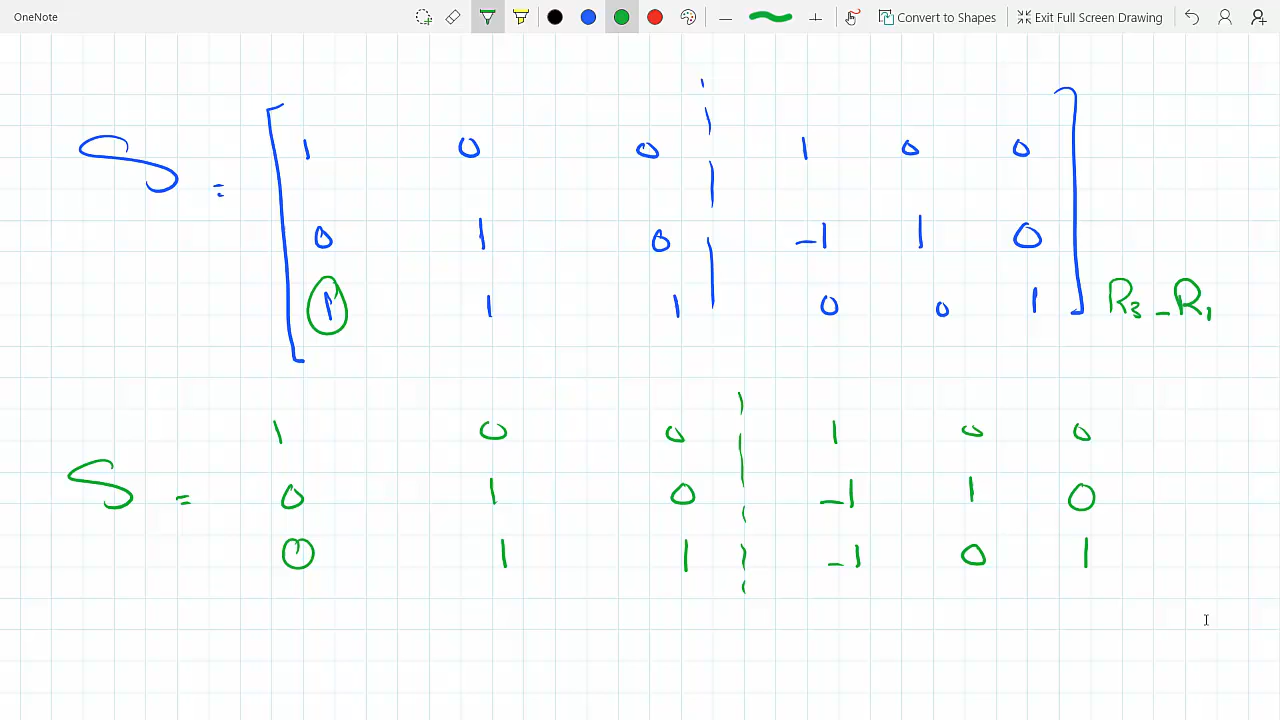 OneNote
Convert to Shapes
Exit Full Screen Drawing
S = [ 1 0 0 | 1 0 0
0 1 0 | -1 1 0
1 1 1 | 0 0 1 ] R₃ - R₁
1 0 0 | 1 0 0
S = 0 1 0 | -1 1 0
0 1 1 | -1 0 1